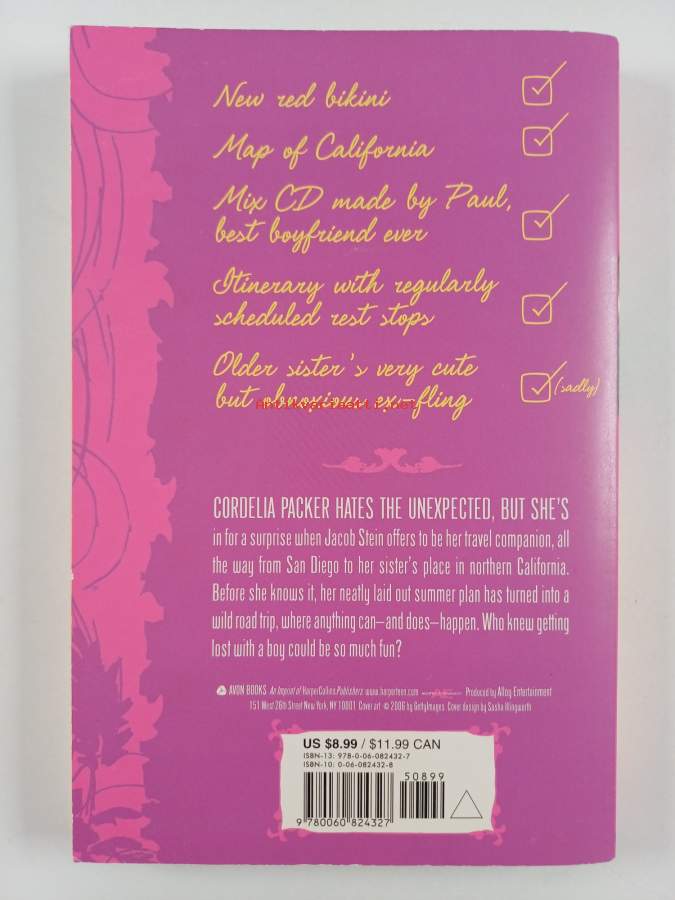 New red bikini
Map of California
Mix CD made by Paul,
best boyfriend ever
Itinerary with regularly
scheduled rest stops
Older sister's very cute
but obnoxious ex-fling
(sadly)
antikvariaatti.net
CORDELIA PACKER HATES THE UNEXPECTED, BUT SHE'S
in for a surprise when Jacob Stein offers to be her travel companion, all
the way from San Diego to her sister's place in northern California.
Before she knows it, her neatly laid out summer plan has turned into a
wild road trip, where anything can—and does—happen. Who knew getting
lost with a boy could be so much fun?
AVON BOOKS An Imprint of HarperCollinsPublishers www.harperteen.com Produced by Alloy Entertainment
151 West 26th Street New York, NY 10001 Cover art © 2006 by GettyImages Cover design by Sasha Illingworth
US $8.99 / $11.99 CAN
ISBN-13: 978-0-06-082432-7
ISBN-10: 0-06-082432-8
50899
9 780060 824327